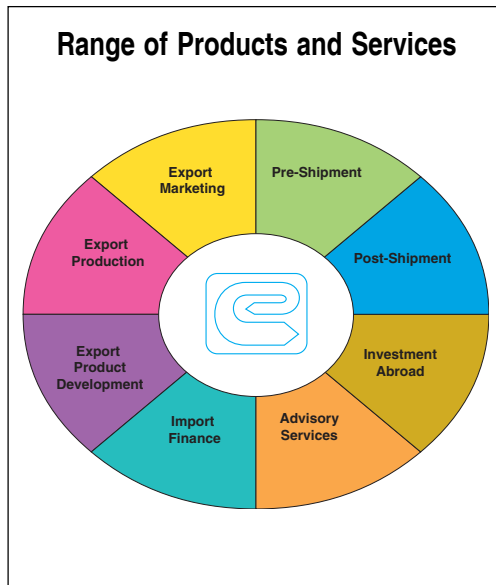 Range of Products and Services
Export
Marketing
Pre-Shipment
Export
Production
Post-Shipment
Export
Product
Development
Investment
Abroad
Import
Finance
Advisory
Services